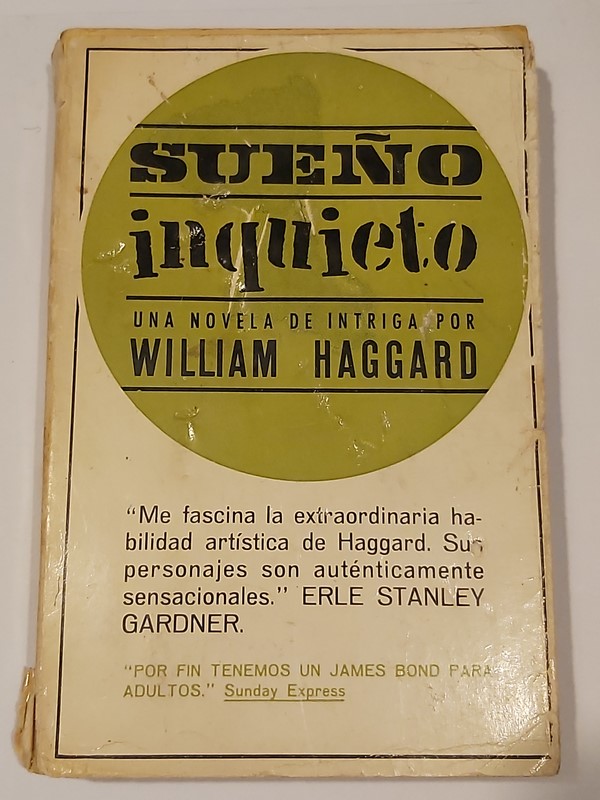 SUEÑO
inquieto
UNA NOVELA DE INTRIGA POR
WILLIAM HAGGARD
“Me fascina la extraordinaria ha-
bilidad artística de Haggard. Sus
personajes son auténticamente
sensacionales.” ERLE STANLEY
GARDNER.
“POR FIN TENEMOS UN JAMES BOND PARA
ADULTOS.” Sunday Express